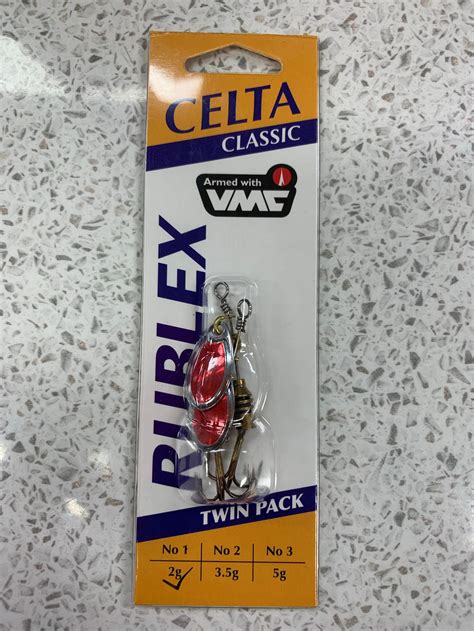 CELTA
CLASSIC
Armed with
VMC
RUBLEX
TWIN PACK
No 1 No 2 No 3
2g 3.5g 5g